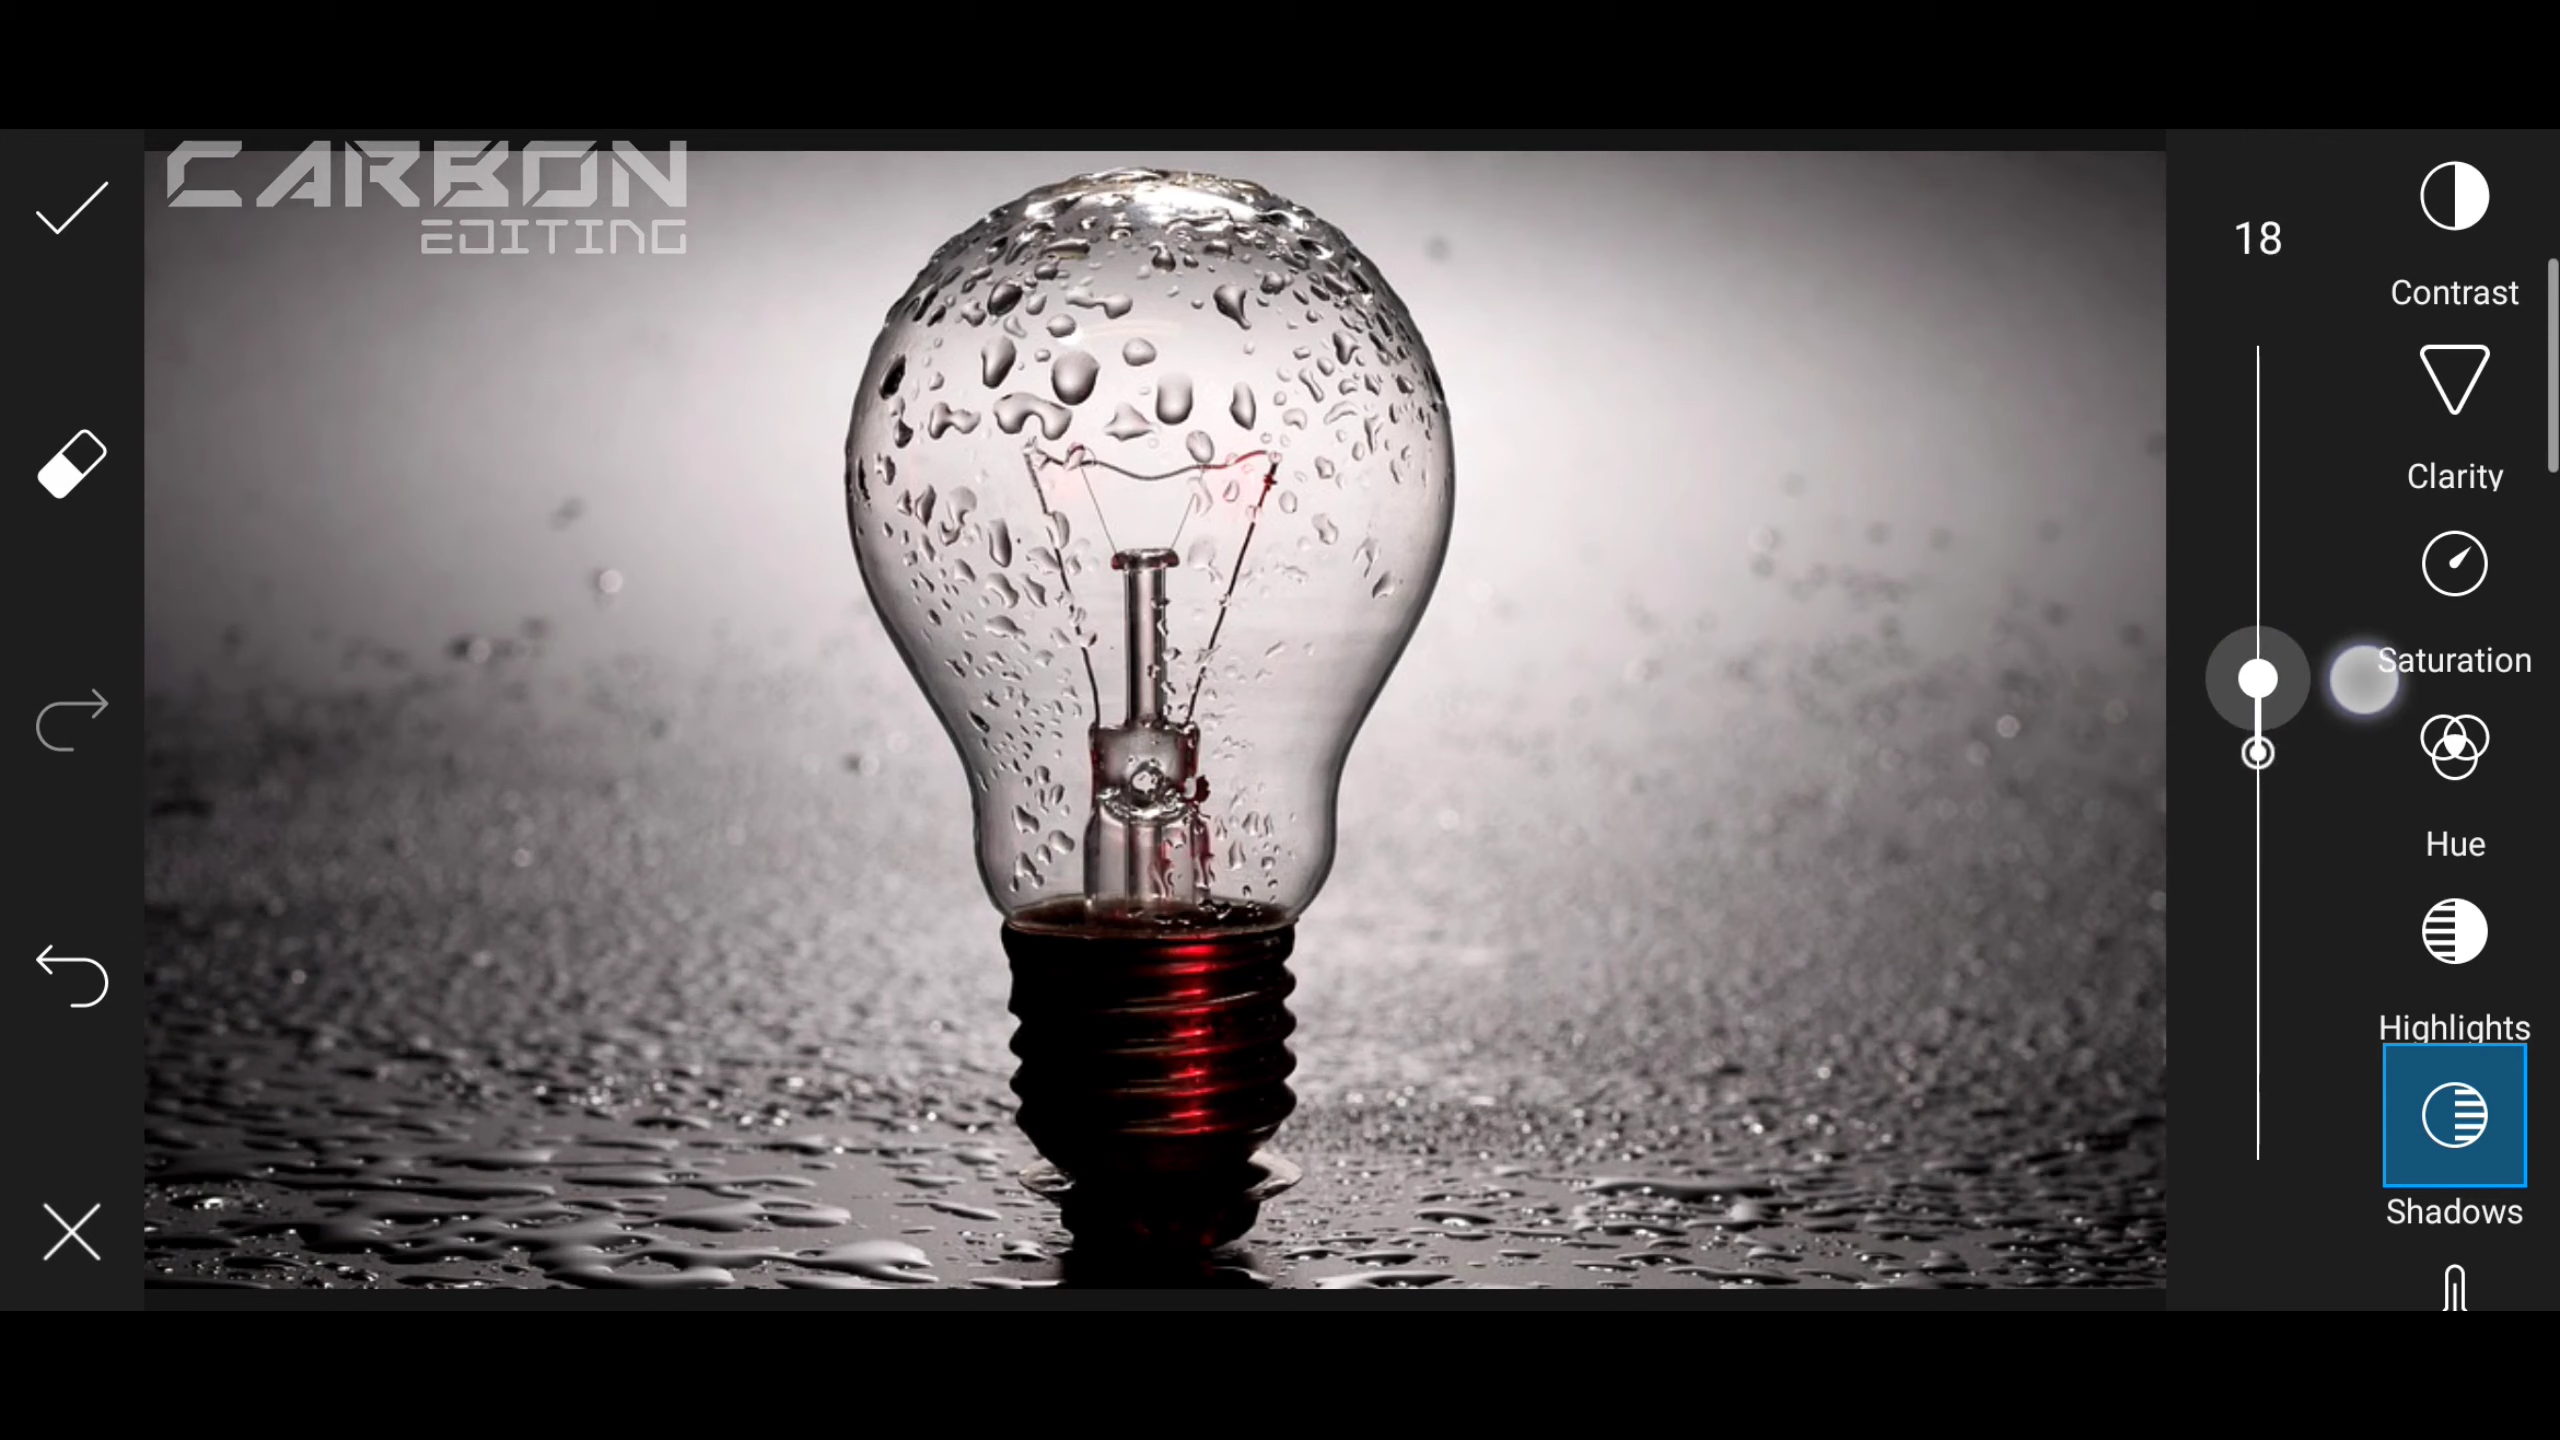 CARBON
EDITING
18
Contrast
Clarity
Saturation
Hue
Highlights
Shadows